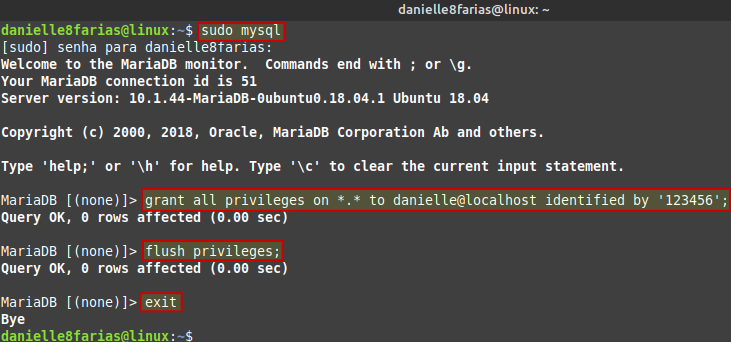 danielle8farias@linux: ~
danielle8farias@linux:~$ sudo mysql
[sudo] senha para danielle8farias:
Welcome to the MariaDB monitor.  Commands end with ; or \g.
Your MariaDB connection id is 51
Server version: 10.1.44-MariaDB-0ubuntu0.18.04.1 Ubuntu 18.04
Copyright (c) 2000, 2018, Oracle, MariaDB Corporation Ab and others.
Type 'help;' or '\h' for help. Type '\c' to clear the current input statement.
MariaDB [(none)]> grant all privileges on *.* to danielle@localhost identified by '123456';
Query OK, 0 rows affected (0.00 sec)
MariaDB [(none)]> flush privileges;
Query OK, 0 rows affected (0.00 sec)
MariaDB [(none)]> exit
Bye
danielle8farias@linux:~$